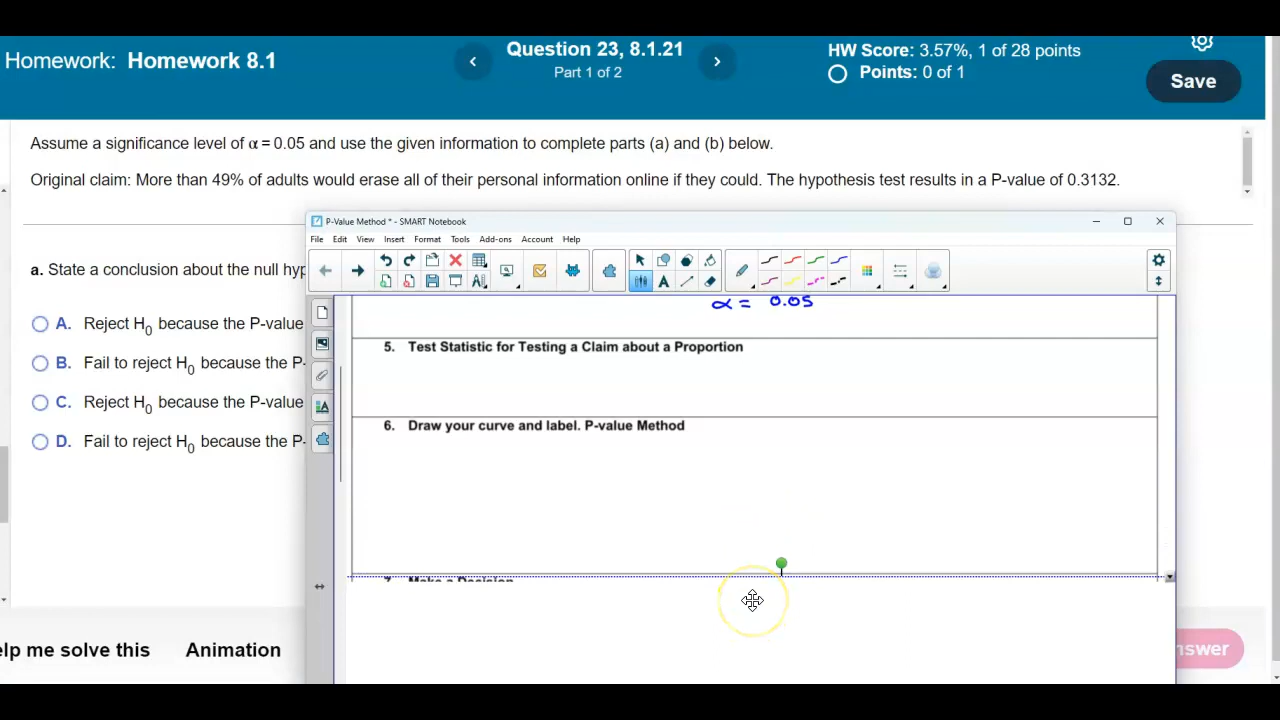 Homework: Homework 8.1
Question 23, 8.1.21
Part 1 of 2
HW Score: 3.57%, 1 of 28 points
Points: 0 of 1
Save
Assume a significance level of α = 0.05 and use the given information to complete parts (a) and (b) below.
Original claim: More than 49% of adults would erase all of their personal information online if they could. The hypothesis test results in a P-value of 0.3132.
a. State a conclusion about the null hyp
A. Reject H0 because the P-value
B. Fail to reject H0 because the P-
C. Reject H0 because the P-value
D. Fail to reject H0 because the P-
P-Value Method * - SMART Notebook
File Edit View Insert Format Tools Add-ons Account Help
α = 0.05
5. Test Statistic for Testing a Claim about a Proportion
6. Draw your curve and label. P-value Method
7. Make a Decision
elp me solve this
Animation
nswer